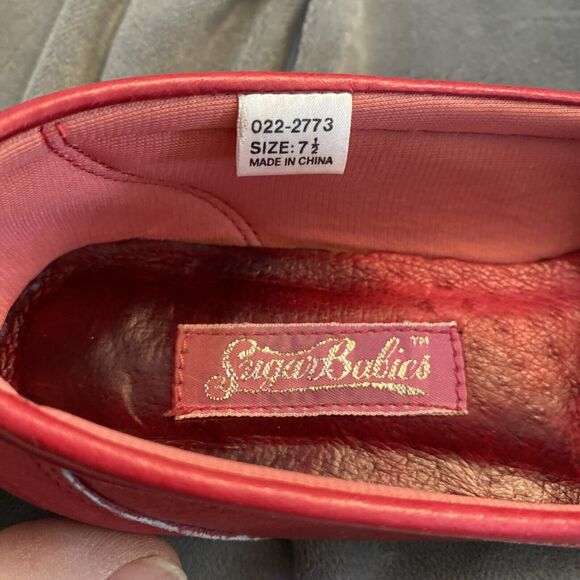 022-2773
SIZE: 7½
MADE IN CHINA
SugarBabies™